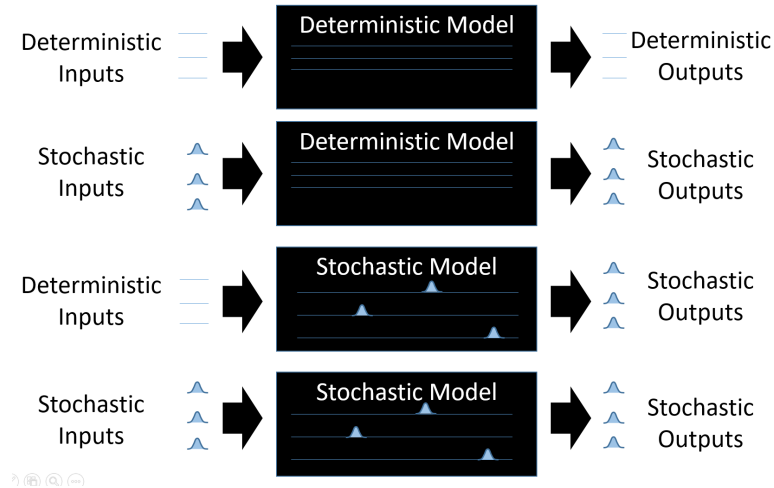 Deterministic
Inputs
Deterministic Model
Deterministic
Outputs
Stochastic
Inputs
Deterministic Model
Stochastic
Outputs
Deterministic
Inputs
Stochastic Model
Stochastic
Outputs
Stochastic
Inputs
Stochastic Model
Stochastic
Outputs